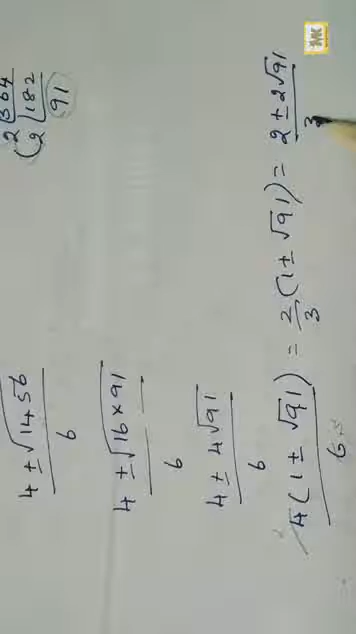 2 | 364
2 | 182
91
4 ± √1456 / 6
4 ± √16 × 91 / 6
4 ± 4√91 / 6
4(1 ± √91) / 6 = 2/3 (1 ± √91) = 2 ± 2√91 / 3